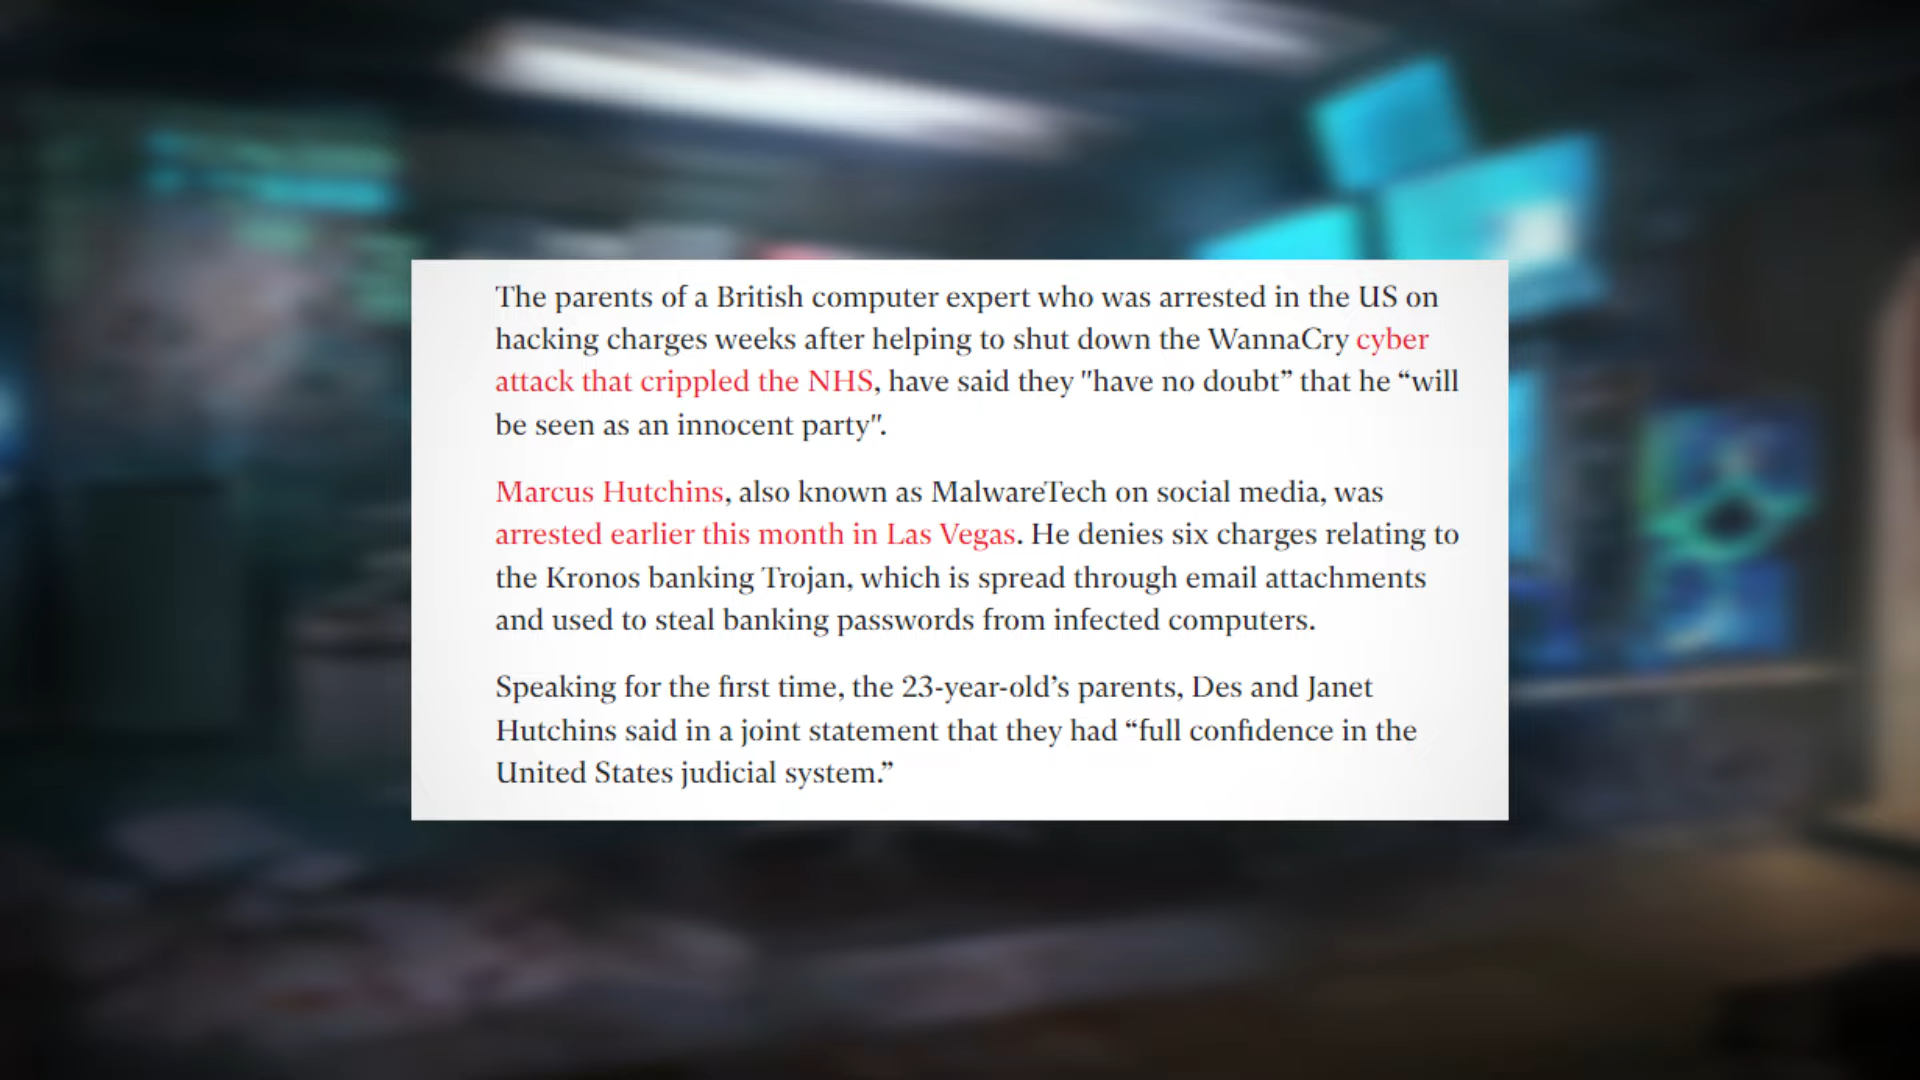 The parents of a British computer expert who was arrested in the US on
hacking charges weeks after helping to shut down the WannaCry cyber
attack that crippled the NHS, have said they "have no doubt” that he “will
be seen as an innocent party".
Marcus Hutchins, also known as MalwareTech on social media, was
arrested earlier this month in Las Vegas. He denies six charges relating to
the Kronos banking Trojan, which is spread through email attachments
and used to steal banking passwords from infected computers.
Speaking for the first time, the 23-year-old’s parents, Des and Janet
Hutchins said in a joint statement that they had “full confidence in the
United States judicial system.”